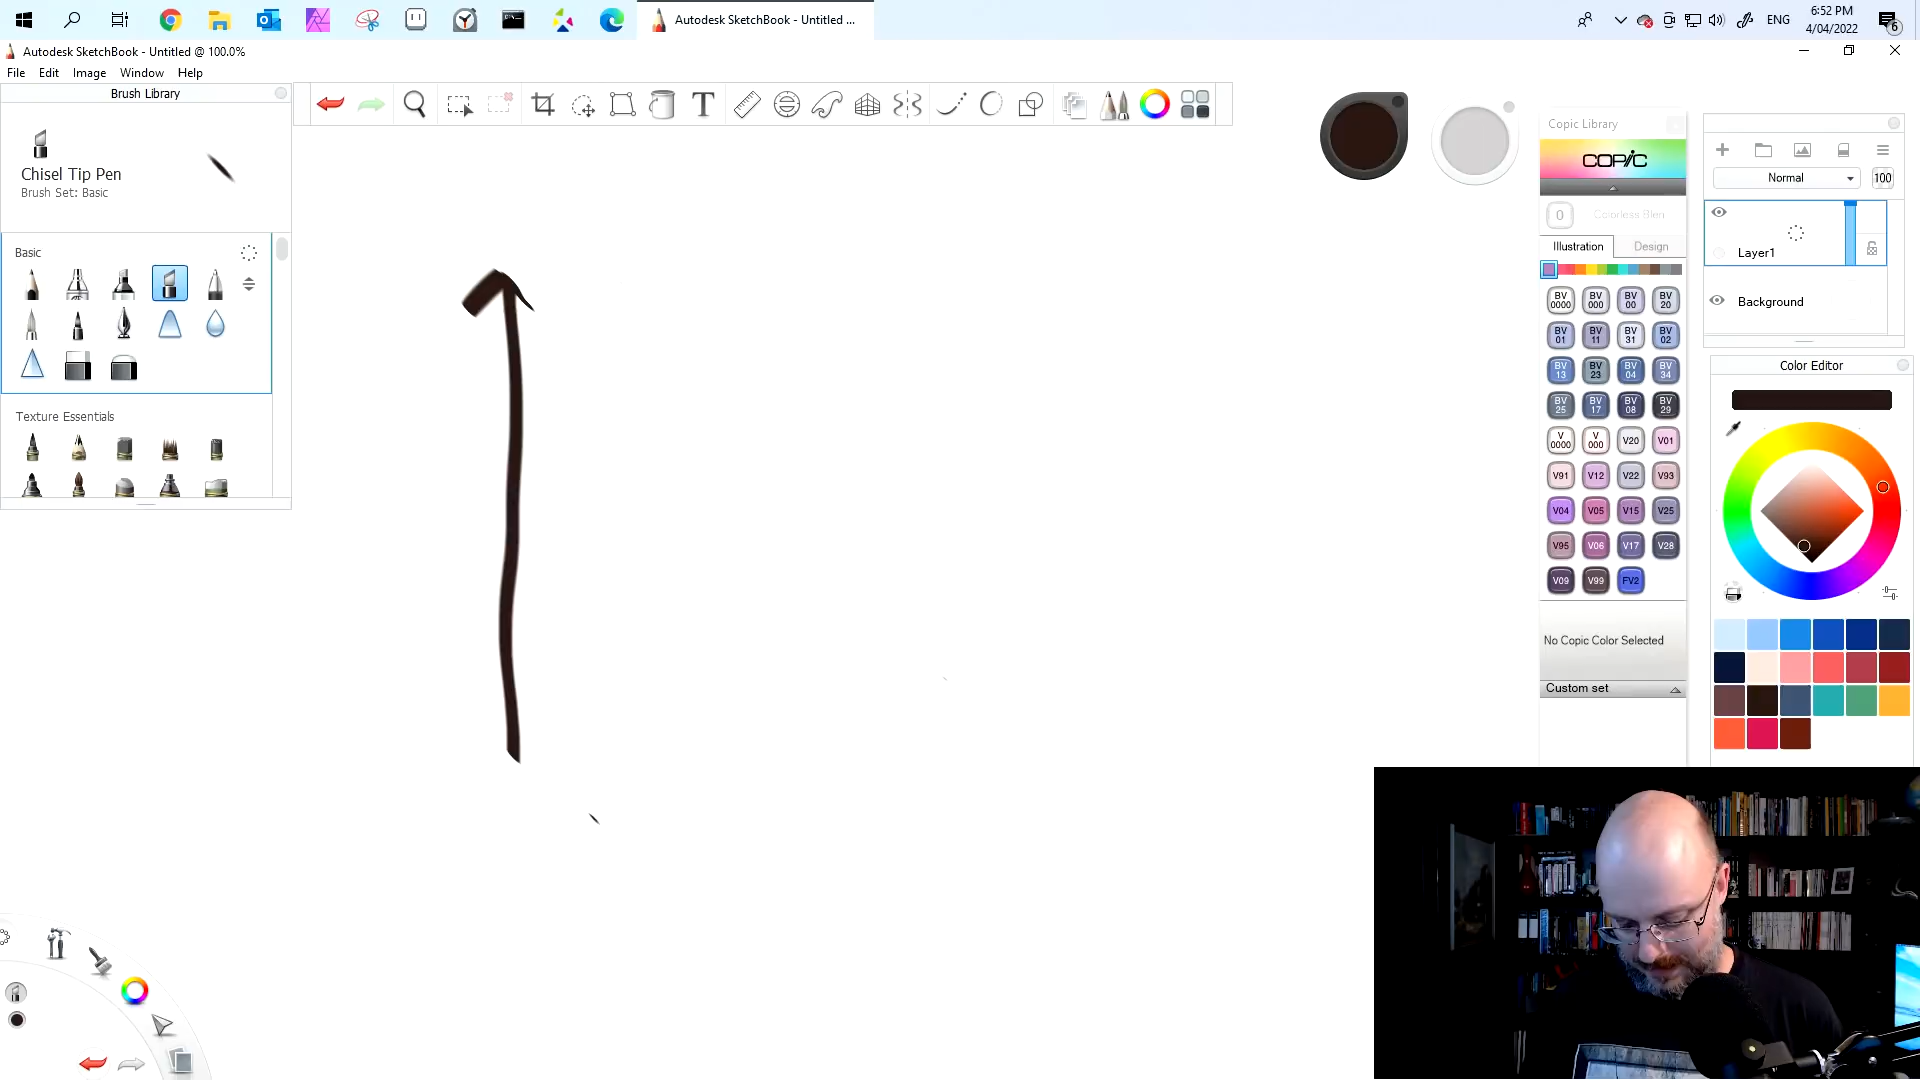 Autodesk SketchBook - Untitled ...
ENG
6:52 PM
4/04/2022
6
Autodesk SketchBook - Untitled @ 100.0%
File Edit Image Window Help
Brush Library
Chisel Tip Pen
Brush Set: Basic
Basic
Texture Essentials
T
Copic Library
COPIC
0 Colorless Blen
Illustration Design
BV 0000 BV 000 BV 00 BV 20
BV 01 BV 11 BV 31 BV 02
BV 13 BV 23 BV 04 BV 34
BV 25 BV 17 BV 08 BV 29
V 0000 V 000 V20 V01
V91 V12 V22 V93
V04 V05 V15 V25
V95 V06 V17 V28
V09 V99 FV2
No Copic Color Selected
Custom set
Normal 100
Layer1
Background
Color Editor